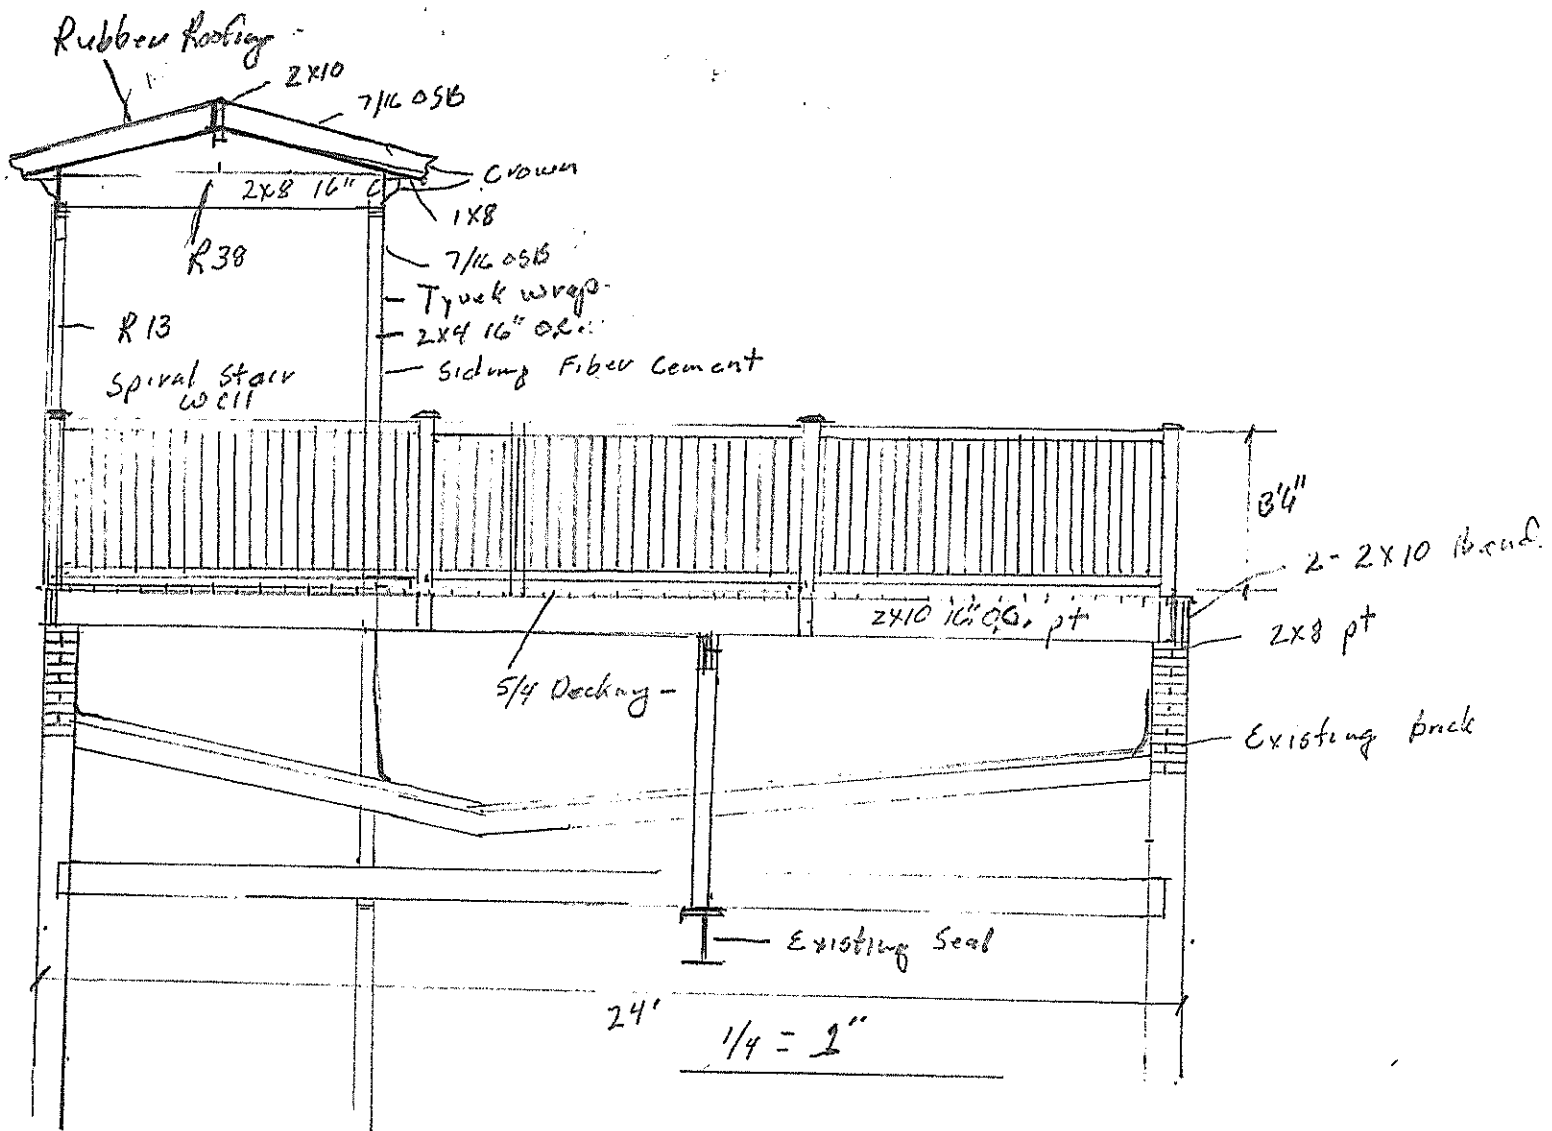 Rubber Roofing
2x10
7/16 OSB
Crown
2x8 16" C
1x8
R38
7/16 OSB
Tyvek wrap
R13
2x4 16" O.C.
Siding Fiber Cement
Spiral Stair
Well
3'4"
2-2x10 band
2x10 16" O.C. pt
2x8 pt
5/4 Decking -
Existing brick
Existing Seal
24'
1/4 = 1"